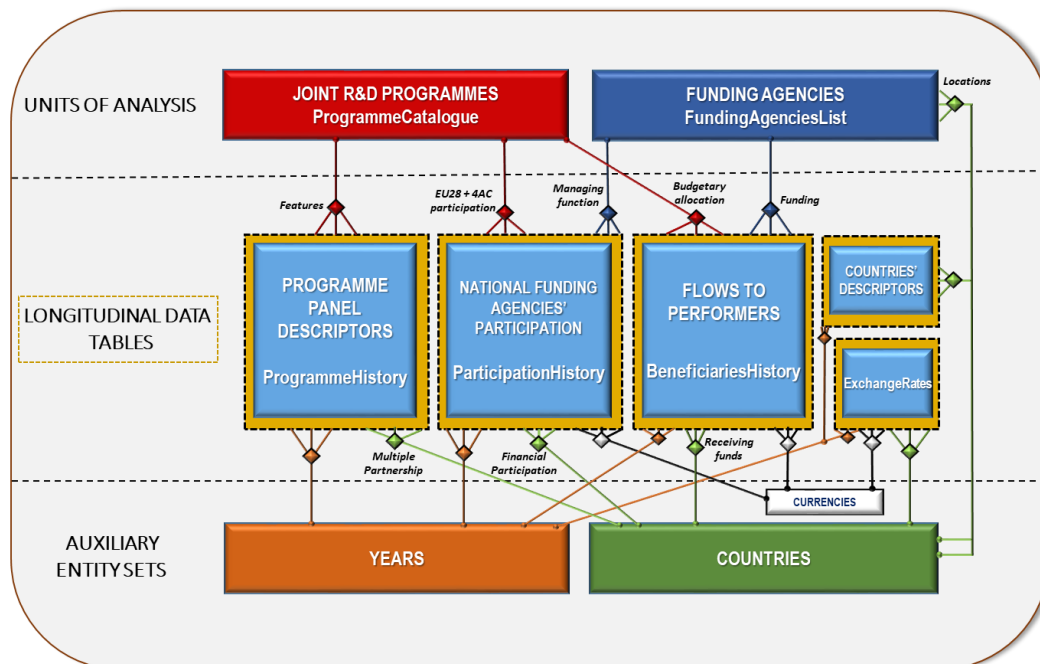 UNITS OF ANALYSIS
JOINT R&D PROGRAMMES
ProgrammeCatalogue
FUNDING AGENCIES
FundingAgenciesList
Locations
Features
EU28 + 4AC
participation
Managing
function
Budgetary
allocation
Funding
LONGITUDINAL DATA
TABLES
PROGRAMME
PANEL
DESCRIPTORS
ProgrammeHistory
NATIONAL FUNDING
AGENCIES'
PARTICIPATION
ParticipationHistory
FLOWS TO
PERFORMERS
BeneficiariesHistory
COUNTRIES'
DESCRIPTORS
ExchangeRates
Multiple
Partnership
Financial
Participation
Receiving
funds
CURRENCIES
AUXILIARY
ENTITY SETS
YEARS
COUNTRIES